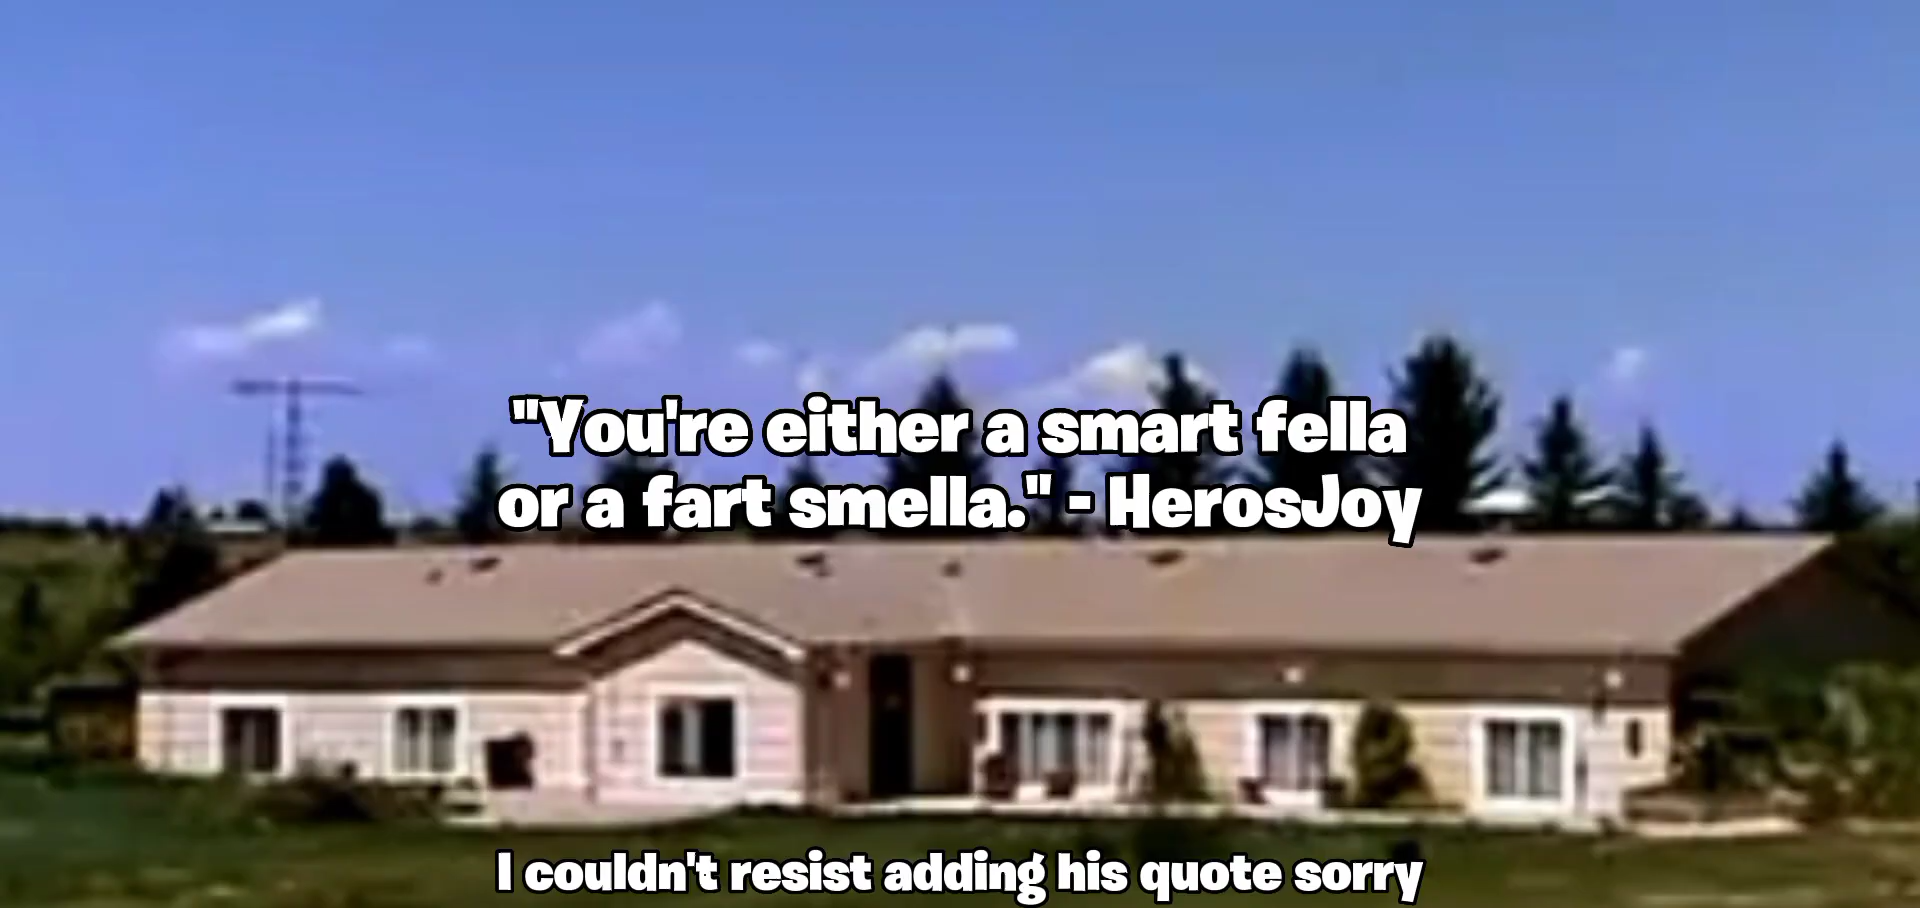 "You're either a smart fella
or a fart smella." - HerosJoy
I couldn't resist adding his quote sorry